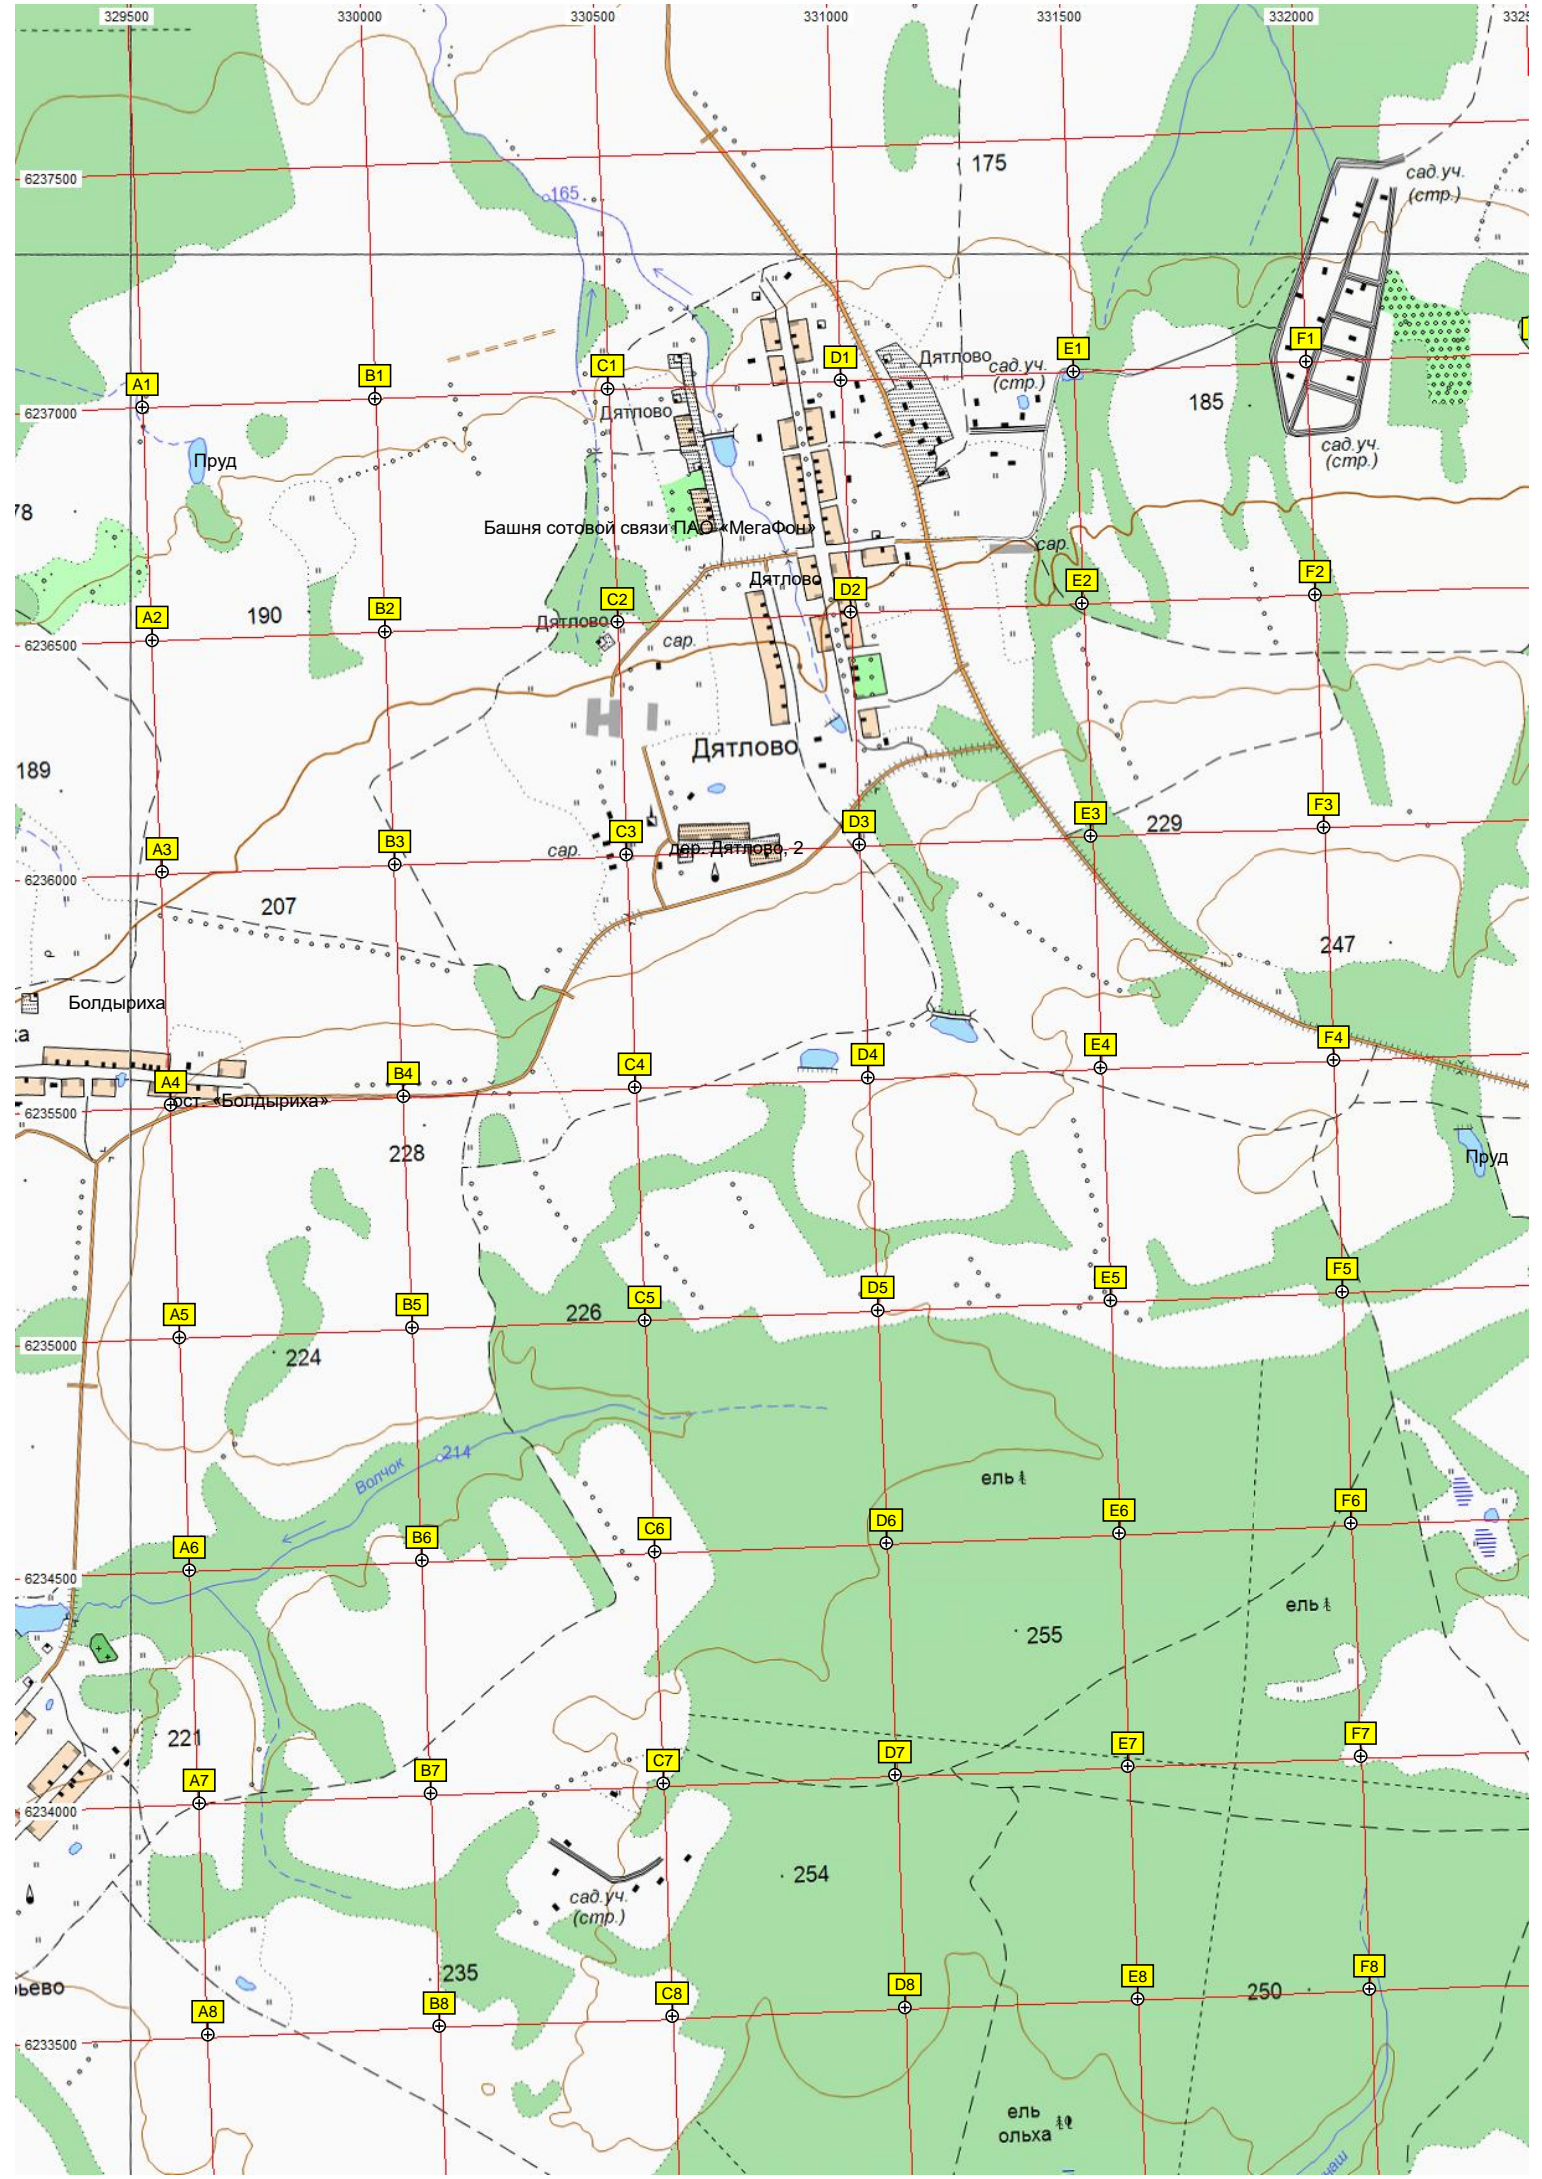 329500
330000
330500
331000
331500
332000
3325
175
сад.уч.
(стр.)
6237500
165
F1
E1
D1
Дятлово
сад.уч.
(стр.)
C1
B1
A1
185
6237000
Дятлово
сад.уч.
(стр.)
Пруд
78
Башня сотовой связи ПАО «МегаФон»
сар.
F2
E2
Дятлово
D2
C2
B2
A2
190
Дятлово
сар.
6236500
Дятлово
189
F3
E3
229
D3
C3
B3
A3
сар.
дер. Дятлово, 2
6236000
207
247
Болдыриха
ка
F4
E4
D4
C4
B4
A4
ост. «Болдыриха»
6235500
228
Пруд
F5
E5
D5
C5
B5
A5
226
6235000
224
214
Волчок
ель
F6
E6
D6
C6
B6
A6
6234500
ель
255
221
F7
E7
D7
C7
B7
A7
6234000
254
сад.уч.
(стр.)
235
ьево
F8
E8
250
D8
C8
B8
A8
6233500
ель
ольха